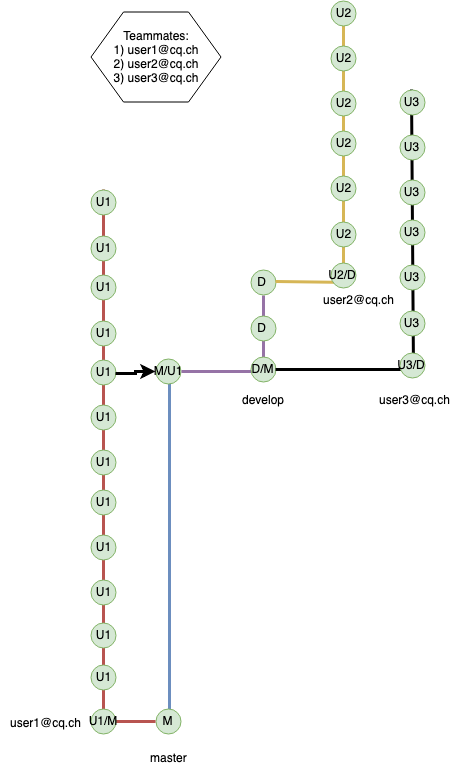 U2
Teammates:
1) user1@cq.ch
2) user2@cq.ch
3) user3@cq.ch
U2
U2
U3
U2
U3
U2
U3
U1
U2
U3
U1
U2/D
U3
D
U1
user2@cq.ch
U3
D
U1
U1
M/U1
D/M
U3/D
develop
user3@cq.ch
U1
U1
U1
U1
U1
U1
U1
user1@cq.ch
U1/M
M
master